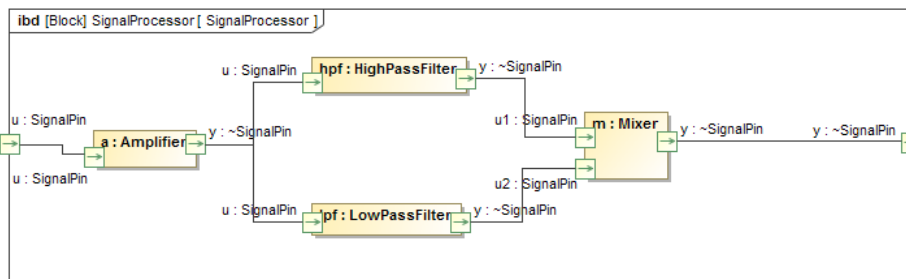 ibd [Block] SignalProcessor [ SignalProcessor ]
u : SignalPin
hpf : HighPassFilter
y : ~SignalPin
u : SignalPin
y : ~SignalPin
u1 : SignalPin
m : Mixer
y : ~SignalPin
y : ~SignalPin
a : Amplifier
u : SignalPin
u2 : SignalPin
u : SignalPin
lpf : LowPassFilter
y : ~SignalPin